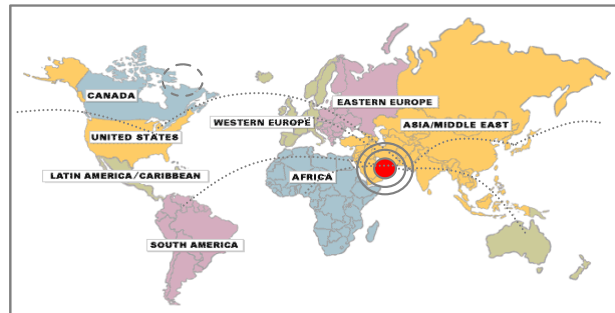 CANADA
EASTERN EUROPE
WESTERN EUROPE
ASIA/MIDDLE EAST
UNITED STATES
LATIN AMERICA/CARIBBEAN
AFRICA
SOUTH AMERICA